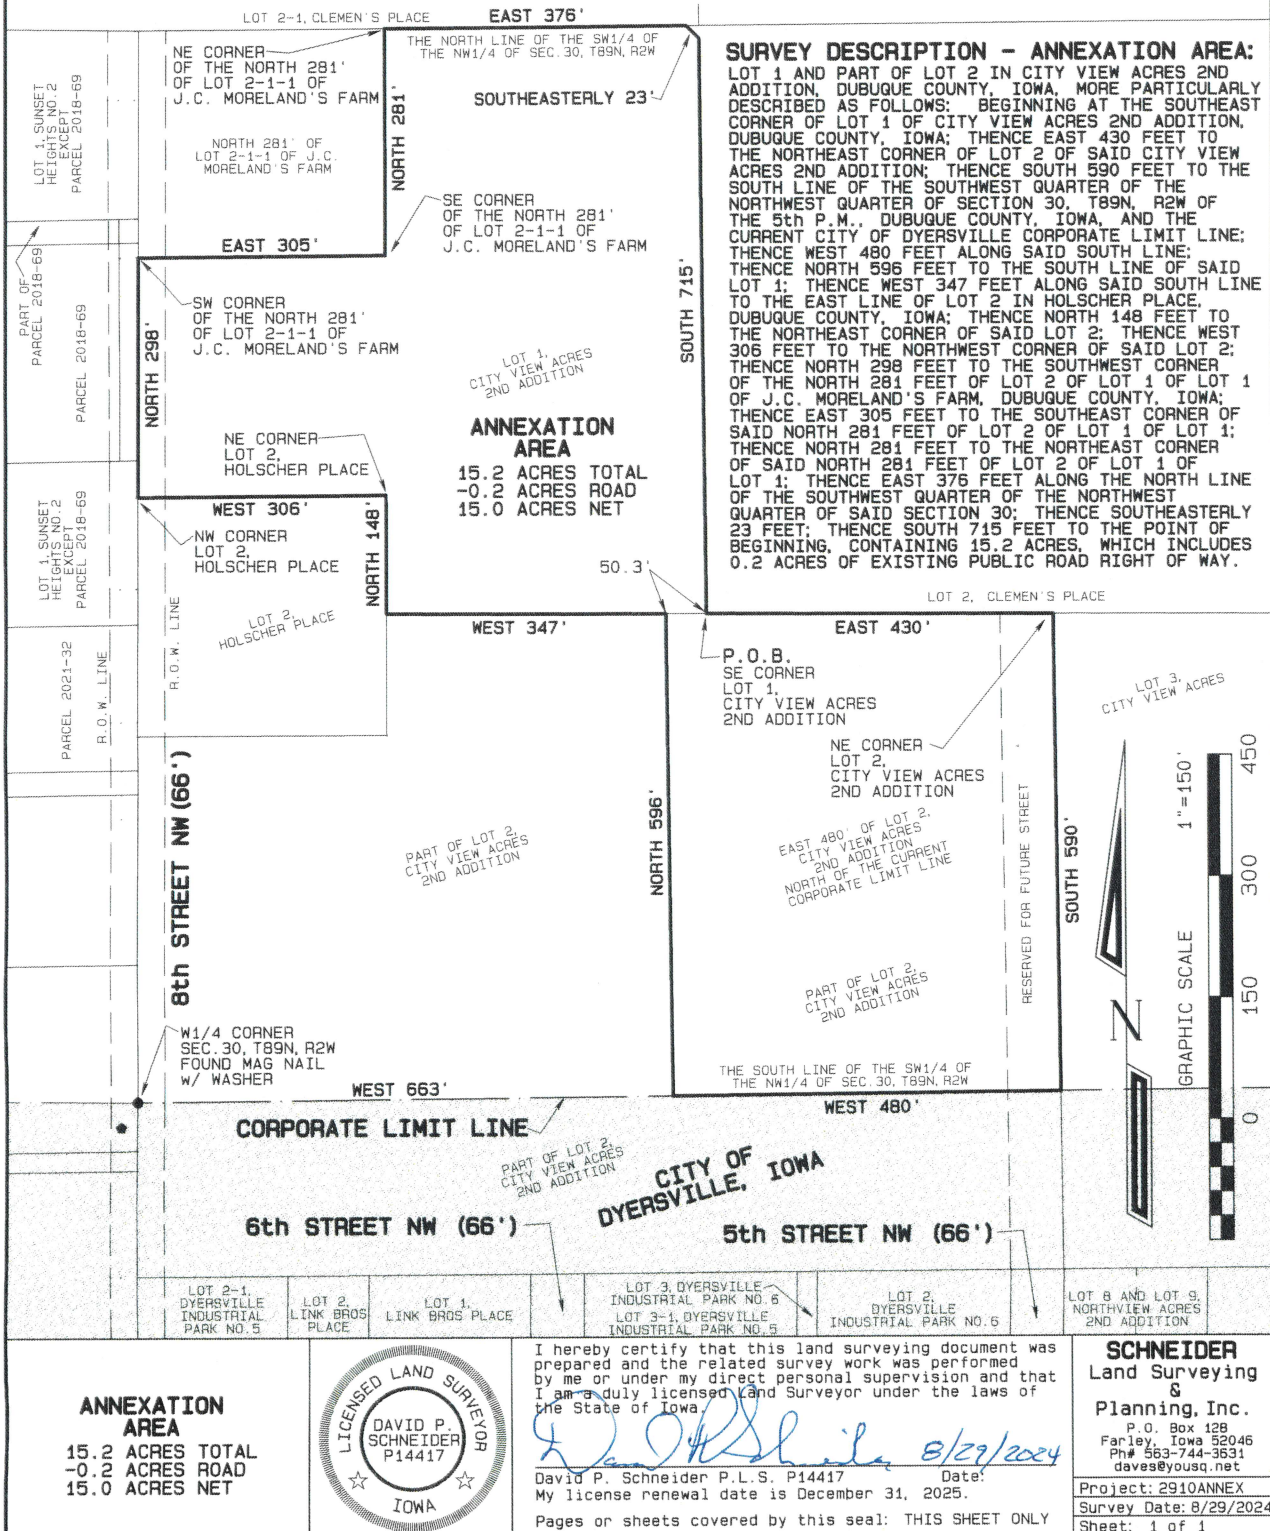 LOT 2-1, CLEMEN'S PLACE
EAST 376'
THE NORTH LINE OF THE SW1/4 OF
THE NW1/4 OF SEC.30, T89N, R2W
NE CORNER
OF THE NORTH 281'
OF LOT 2-1-1 OF
J.C. MORELAND'S FARM
SOUTHEASTERLY 23'
LOT 1, SUNSET
HEIGHTS NO.2
EXCEPT
PARCEL 2018-69
NORTH 281' OF
LOT 2-1-1 OF J.C.
MORELAND'S FARM
NORTH 281'
SE CORNER
OF THE NORTH 281'
OF LOT 2-1-1 OF
J.C. MORELAND'S FARM
EAST 305'
PART OF
PARCEL 2018-69
SW CORNER
OF THE NORTH 281'
OF LOT 2-1-1 OF
J.C. MORELAND'S FARM
SOUTH 715'
NORTH 298'
PARCEL 2018-69
LOT 1,
CITY VIEW ACRES
2ND ADDITION
ANNEXATION
AREA
15.2 ACRES TOTAL
-0.2 ACRES ROAD
15.0 ACRES NET
NE CORNER
LOT 2,
HOLSCHER PLACE
WEST 306'
NW CORNER
LOT 2,
HOLSCHER PLACE
NORTH 148'
LOT 1, SUNSET
HEIGHTS NO.2
EXCEPT
PARCEL 2018-69
50.3'
SURVEY DESCRIPTION - ANNEXATION AREA:
LOT 1 AND PART OF LOT 2 IN CITY VIEW ACRES 2ND
ADDITION, DUBUQUE COUNTY, IOWA, MORE PARTICULARLY
DESCRIBED AS FOLLOWS: BEGINNING AT THE SOUTHEAST
CORNER OF LOT 1 OF CITY VIEW ACRES 2ND ADDITION,
DUBUQUE COUNTY, IOWA; THENCE EAST 430 FEET TO
THE NORTHEAST CORNER OF LOT 2 OF SAID CITY VIEW
ACRES 2ND ADDITION; THENCE SOUTH 590 FEET TO THE
SOUTH LINE OF THE SOUTHWEST QUARTER OF THE
NORTHWEST QUARTER OF SECTION 30, T89N, R2W OF
THE 5th P.M., DUBUQUE COUNTY, IOWA, AND THE
CURRENT CITY OF DYERSVILLE CORPORATE LIMIT LINE;
THENCE WEST 480 FEET ALONG SAID SOUTH LINE;
THENCE NORTH 596 FEET TO THE SOUTH LINE OF SAID
LOT 1; THENCE WEST 347 FEET ALONG SAID SOUTH LINE
TO THE EAST LINE OF LOT 2 IN HOLSCHER PLACE,
DUBUQUE COUNTY, IOWA; THENCE NORTH 148 FEET TO
THE NORTHEAST CORNER OF SAID LOT 2; THENCE WEST
306 FEET TO THE NORTHWEST CORNER OF SAID LOT 2;
THENCE NORTH 298 FEET TO THE SOUTHWEST CORNER
OF THE NORTH 281 FEET OF LOT 2 OF LOT 1 OF LOT 1
OF J.C. MORELAND'S FARM, DUBUQUE COUNTY, IOWA;
THENCE EAST 305 FEET TO THE SOUTHEAST CORNER OF
SAID NORTH 281 FEET OF LOT 2 OF LOT 1 OF LOT 1;
THENCE NORTH 281 FEET TO THE NORTHEAST CORNER
OF SAID NORTH 281 FEET OF LOT 2 OF LOT 1 OF
LOT 1; THENCE EAST 376 FEET ALONG THE NORTH LINE
OF THE SOUTHWEST QUARTER OF THE NORTHWEST
QUARTER OF SAID SECTION 30; THENCE SOUTHEASTERLY
23 FEET; THENCE SOUTH 715 FEET TO THE POINT OF
BEGINNING, CONTAINING 15.2 ACRES, WHICH INCLUDES
0.2 ACRES OF EXISTING PUBLIC ROAD RIGHT OF WAY.
LOT 2, CLEMEN'S PLACE
LOT 2,
HOLSCHER PLACE
WEST 347'
EAST 430'
R.O.W. LINE
R.O.W. LINE
PARCEL 2021-32
P.O.B.
SE CORNER
LOT 1,
CITY VIEW ACRES
2ND ADDITION
NE CORNER
LOT 2,
CITY VIEW ACRES
2ND ADDITION
LOT 3,
CITY VIEW ACRES
8th STREET NW (66')
PART OF LOT 2,
CITY VIEW ACRES
2ND ADDITION
NORTH 596'
EAST 480' OF LOT 2,
CITY VIEW ACRES
2ND ADDITION
NORTH OF THE CURRENT
CORPORATE LIMIT LINE
RESERVED FOR FUTURE STREET
SOUTH 590'
PART OF LOT 2,
CITY VIEW ACRES
2ND ADDITION
N
GRAPHIC SCALE 1"=150'
0 150 300 450
W1/4 CORNER
SEC.30, T89N, R2W
FOUND MAG NAIL
W/ WASHER
THE SOUTH LINE OF THE SW1/4 OF
THE NW1/4 OF SEC.30, T89N, R2W
WEST 663'
WEST 480'
CORPORATE LIMIT LINE
PART OF LOT 2,
CITY VIEW ACRES
2ND ADDITION
CITY OF
DYERSVILLE, IOWA
6th STREET NW (66')
5th STREET NW (66')
LOT 2-1,
DYERSVILLE
INDUSTRIAL
PARK NO.5
LOT 2,
LINK BROS
PLACE
LOT 1,
LINK BROS PLACE
LOT 3, DYERSVILLE
INDUSTRIAL PARK NO.6
LOT 3-1, DYERSVILLE
INDUSTRIAL PARK NO.5
LOT 2,
DYERSVILLE
INDUSTRIAL PARK NO.6
LOT 8 AND LOT 9,
NORTHVIEW ACRES
2ND ADDITION
ANNEXATION
AREA
15.2 ACRES TOTAL
-0.2 ACRES ROAD
15.0 ACRES NET
LICENSED LAND SURVEYOR
DAVID P.
SCHNEIDER
P14417
IOWA
I hereby certify that this land surveying document was
prepared and the related survey work was performed
by me or under my direct personal supervision and that
I am a duly licensed Land Surveyor under the laws of
the State of Iowa.
8/29/2024
David P. Schneider P.L.S. P14417 Date:
My license renewal date is December 31, 2025.
Pages or sheets covered by this seal: THIS SHEET ONLY
SCHNEIDER
Land Surveying
&
Planning, Inc.
P.O. Box 128
Farley, Iowa 52046
Ph# 563-744-3631
daves@yousq.net
Project: 2910ANNEX
Survey Date: 8/29/2024
Sheet: 1 of 1